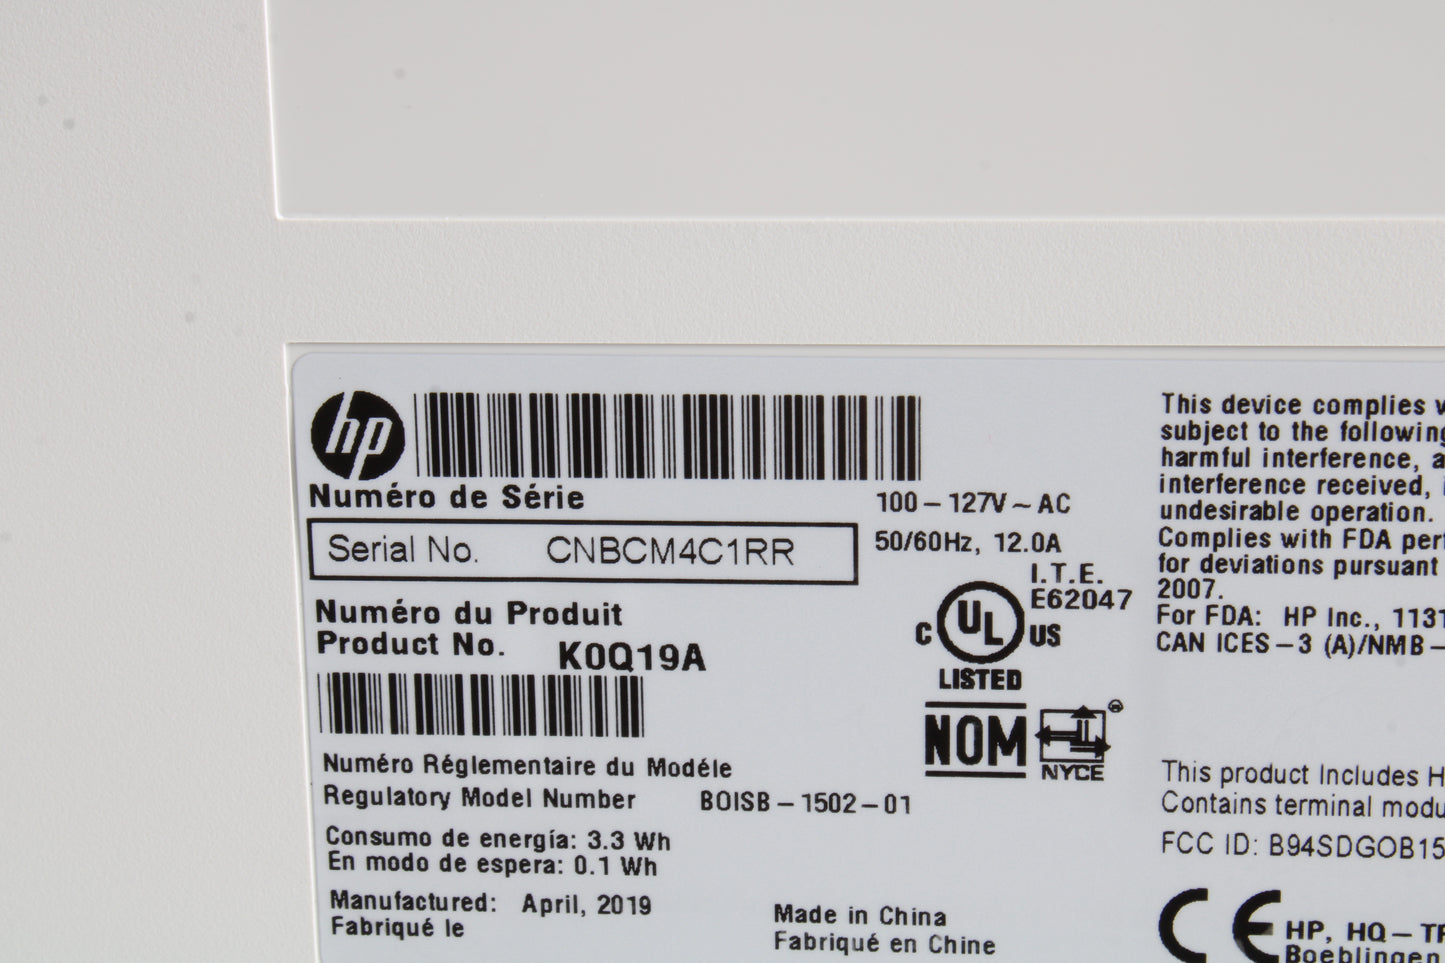 hp
Numéro de Série
Serial No. CNBCM4C1RR
100-127V~AC
50/60Hz, 12.0A
Numéro du Produit
Product No. K0Q19A
I.T.E.
E62047
C UL US
LISTED
NOM
NYCE
Numéro Réglementaire du Modéle
Regulatory Model Number BOISB-1502-01
Consumo de energía: 3.3 Wh
En modo de espera: 0.1 Wh
Manufactured: April, 2019
Fabriqué le
Made in China
Fabriqué en Chine
This device complies
subject to the following
harmful interference,
interference received,
undesirable operation.
Complies with FDA
for deviations pursuant
2007.
For FDA: HP Inc., 1131
CAN ICES-3 (A)/NMB-
This product Includes
Contains terminal
FCC ID: B94SDGOB15
CE
HP, HQ-
Boeblingen